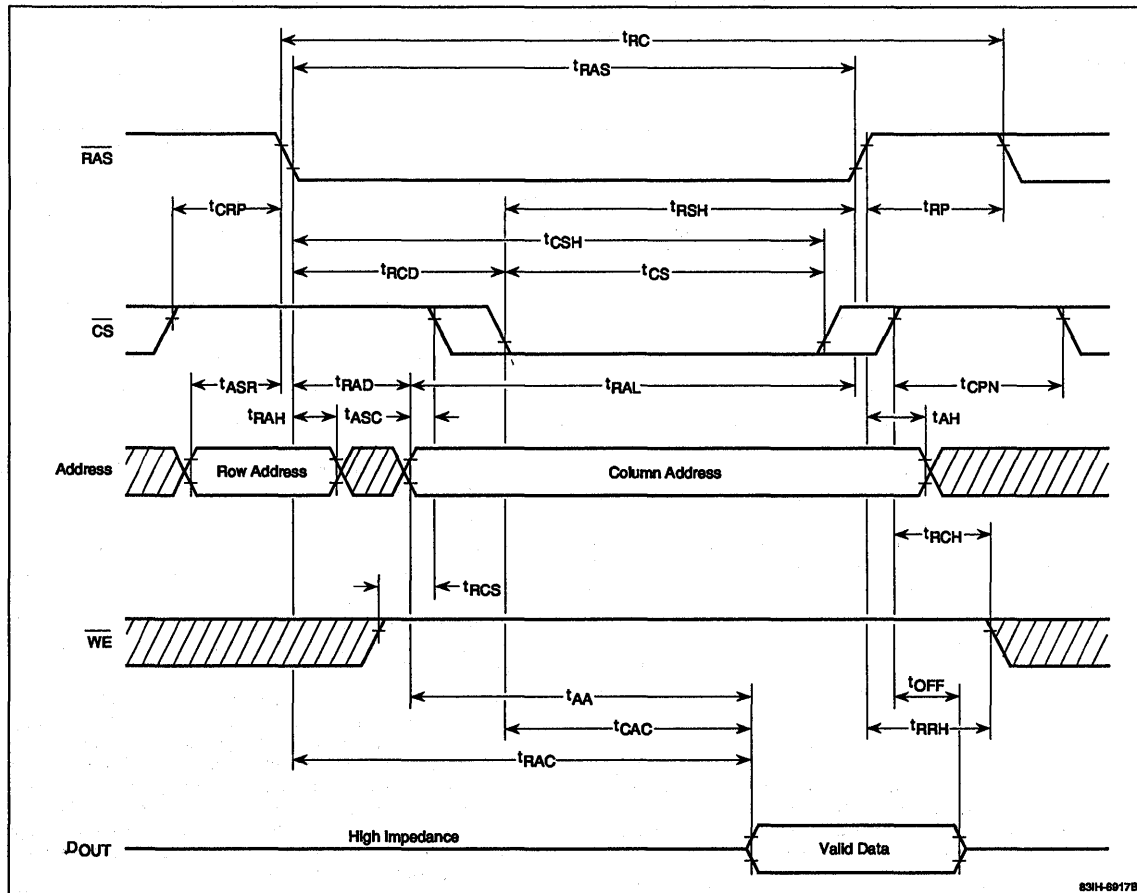 tRC
tRAS
RAS
tCRP
tRSH
tRP
tCSH
tRCD
tCS
CS
tASR
tRAD
tRAL
tCPN
tRAH
tASC
tAH
Address
Row Address
Column Address
tRCH
tRCS
WE
tOFF
tAA
tCAC
tRRH
tRAC
High Impedance
DOUT
Valid Data
83IH-6917B